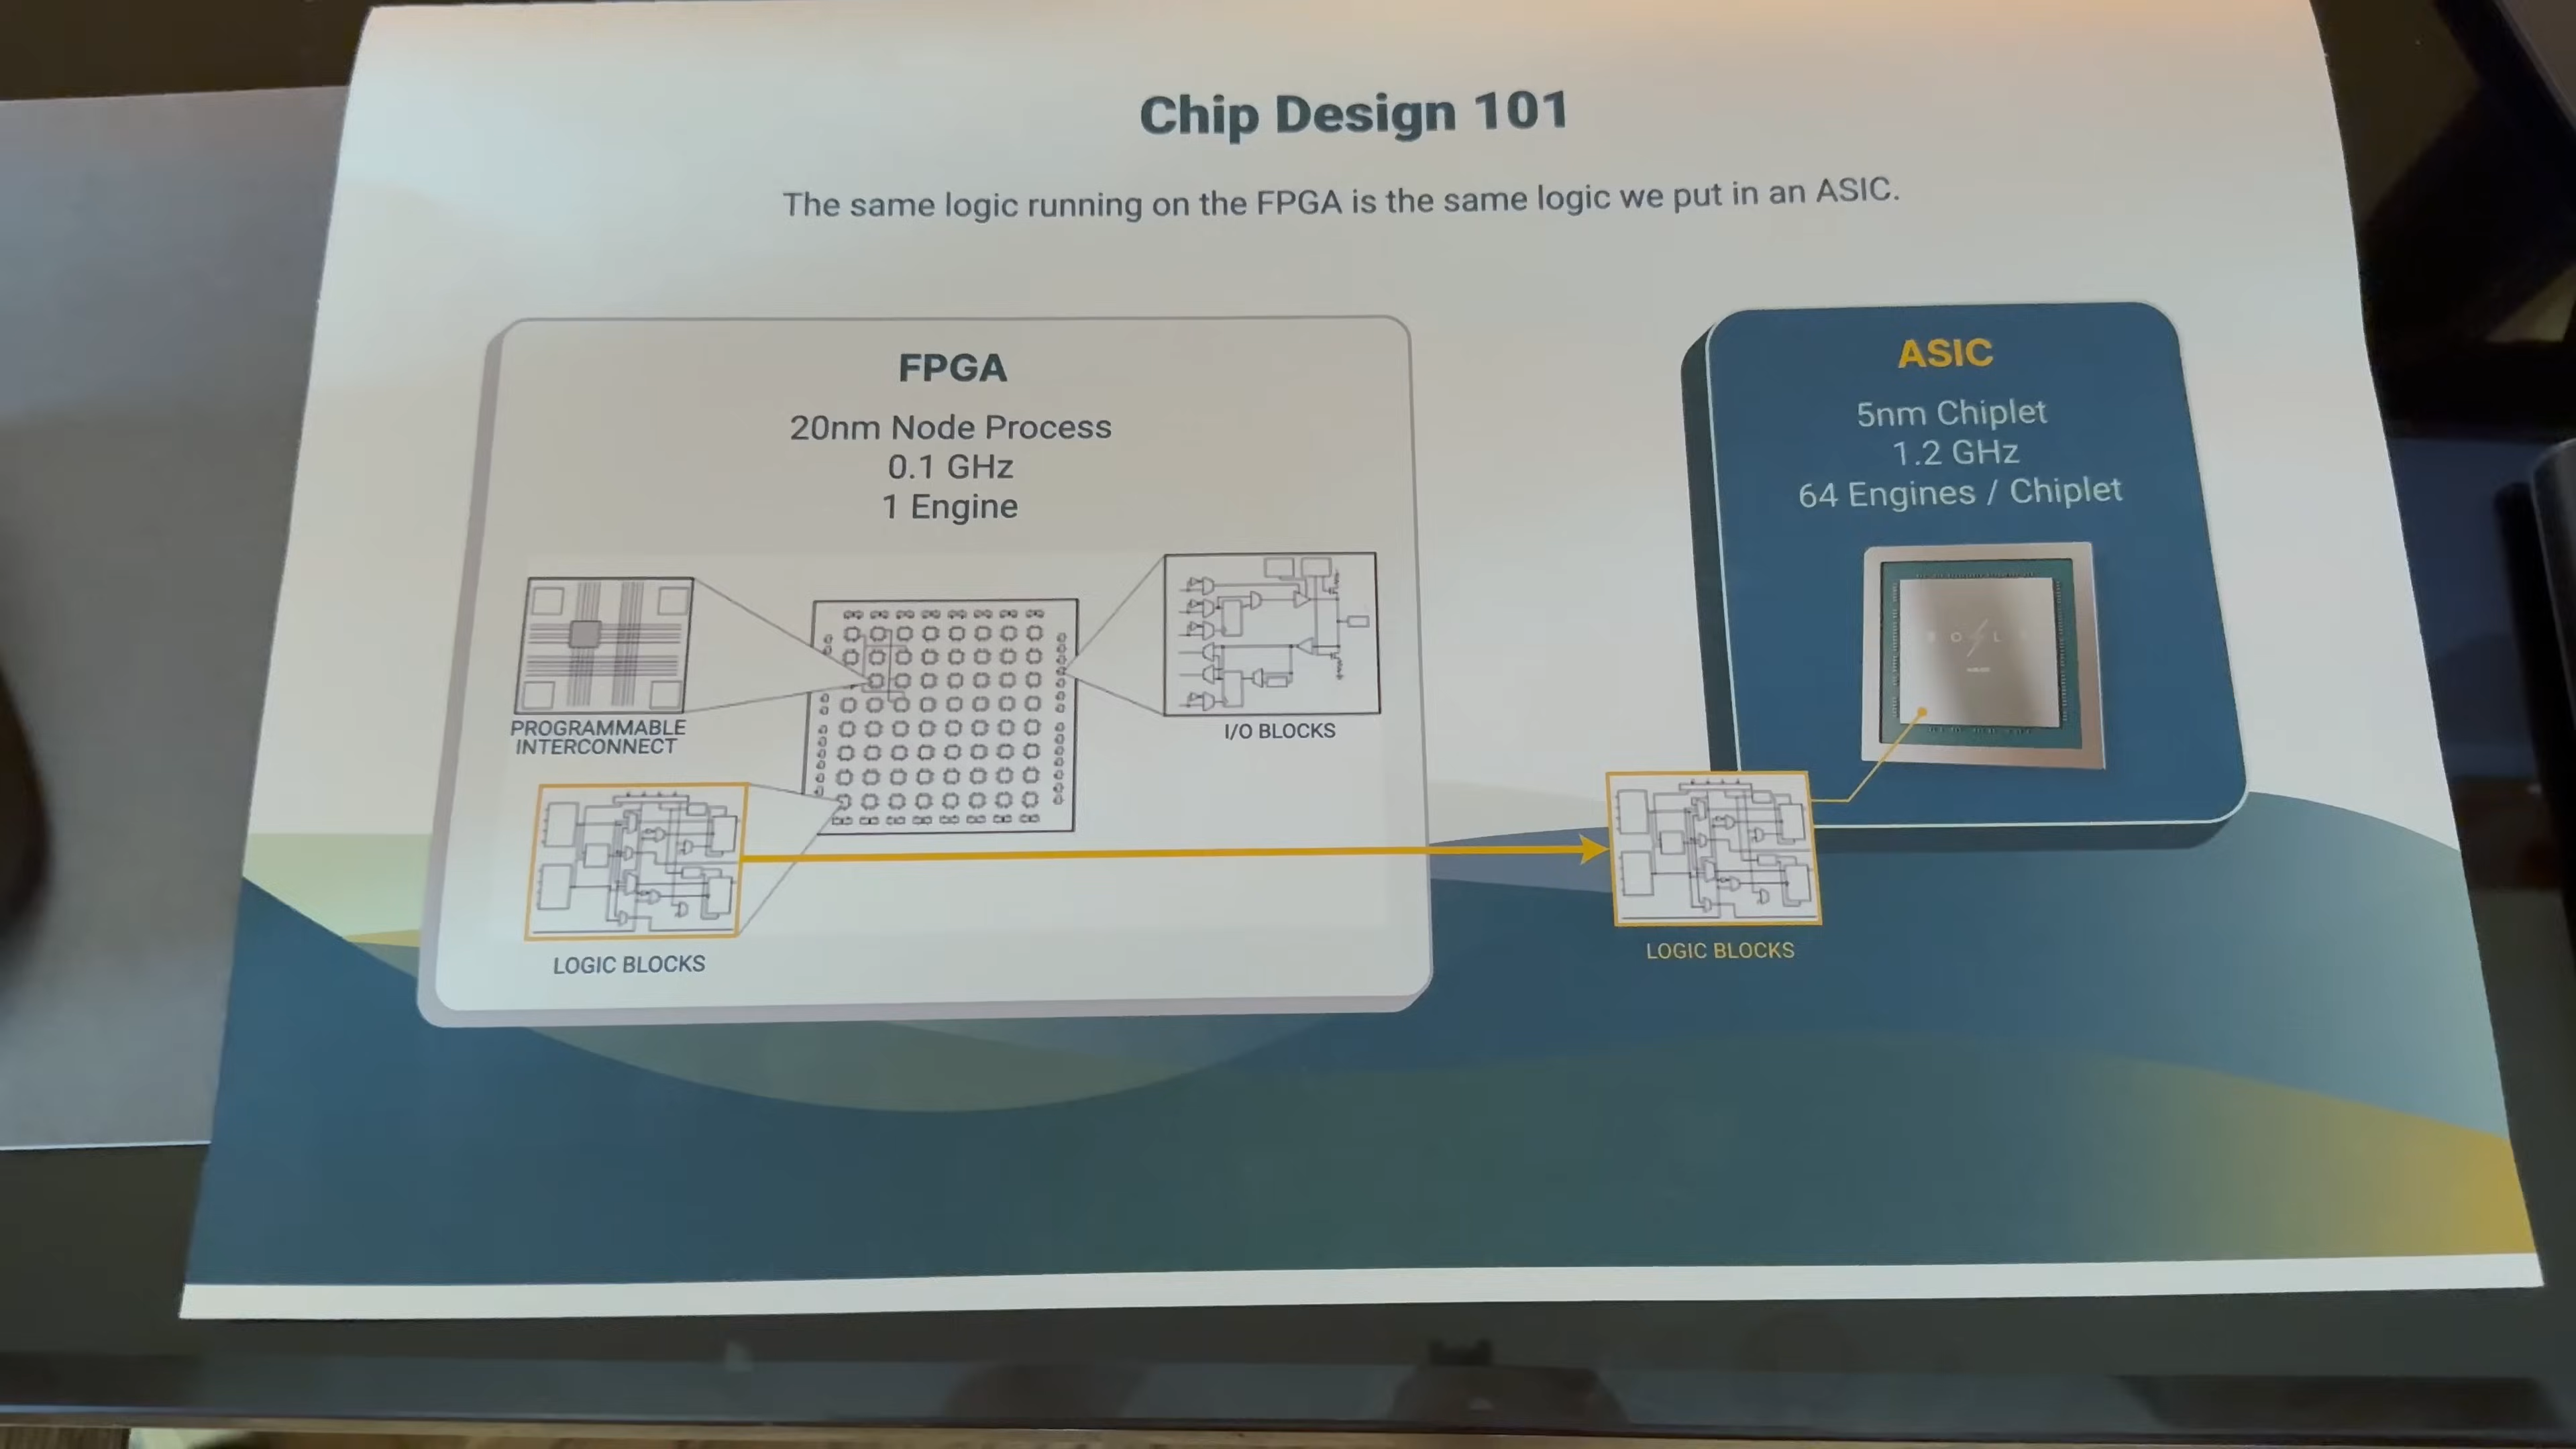 Chip Design 101
The same logic running on the FPGA is the same logic we put in an ASIC.
FPGA
20nm Node Process
0.1 GHz
1 Engine
PROGRAMMABLE
INTERCONNECT
I/O BLOCKS
LOGIC BLOCKS
ASIC
5nm Chiplet
1.2 GHz
64 Engines / Chiplet
LOGIC BLOCKS